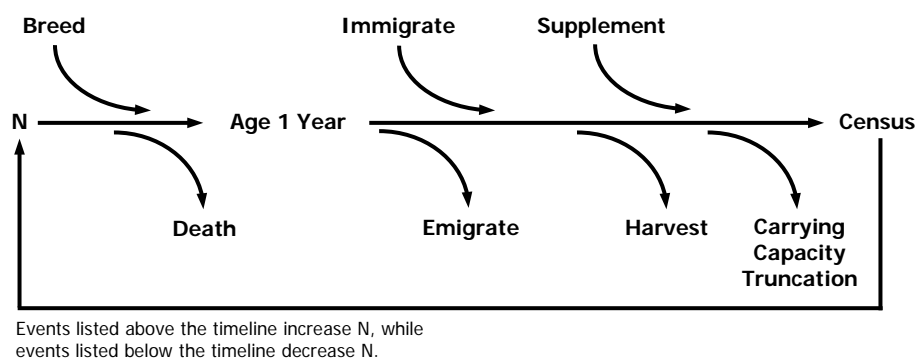 Breed
Immigrate
Supplement
N
Age 1 Year
Census
Death
Emigrate
Harvest
Carrying
Capacity
Truncation
Events listed above the timeline increase N, while
events listed below the timeline decrease N.